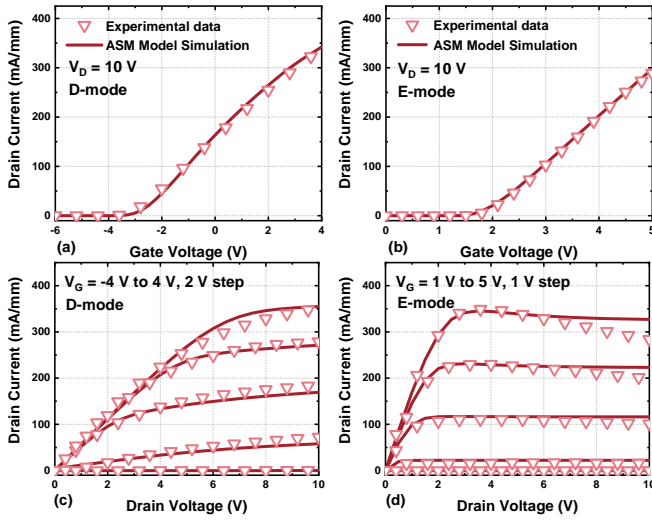 Experimental data
ASM Model Simulation
V_D = 10 V
D-mode
Drain Current (mA/mm)
0
100
200
300
400
-6
-4
-2
0
2
4
(a)
Gate Voltage (V)
Experimental data
ASM Model Simulation
V_D = 10 V
E-mode
Drain Current (mA/mm)
0
100
200
300
400
0
1
2
3
4
5
(b)
Gate Voltage (V)
V_G = -4 V to 4 V, 2 V step
D-mode
Drain Current (mA/mm)
0
100
200
300
400
0
2
4
6
8
10
(c)
Drain Voltage (V)
V_G = 1 V to 5 V, 1 V step
E-mode
Drain Current (mA/mm)
0
100
200
300
400
0
2
4
6
8
10
(d)
Drain Voltage (V)